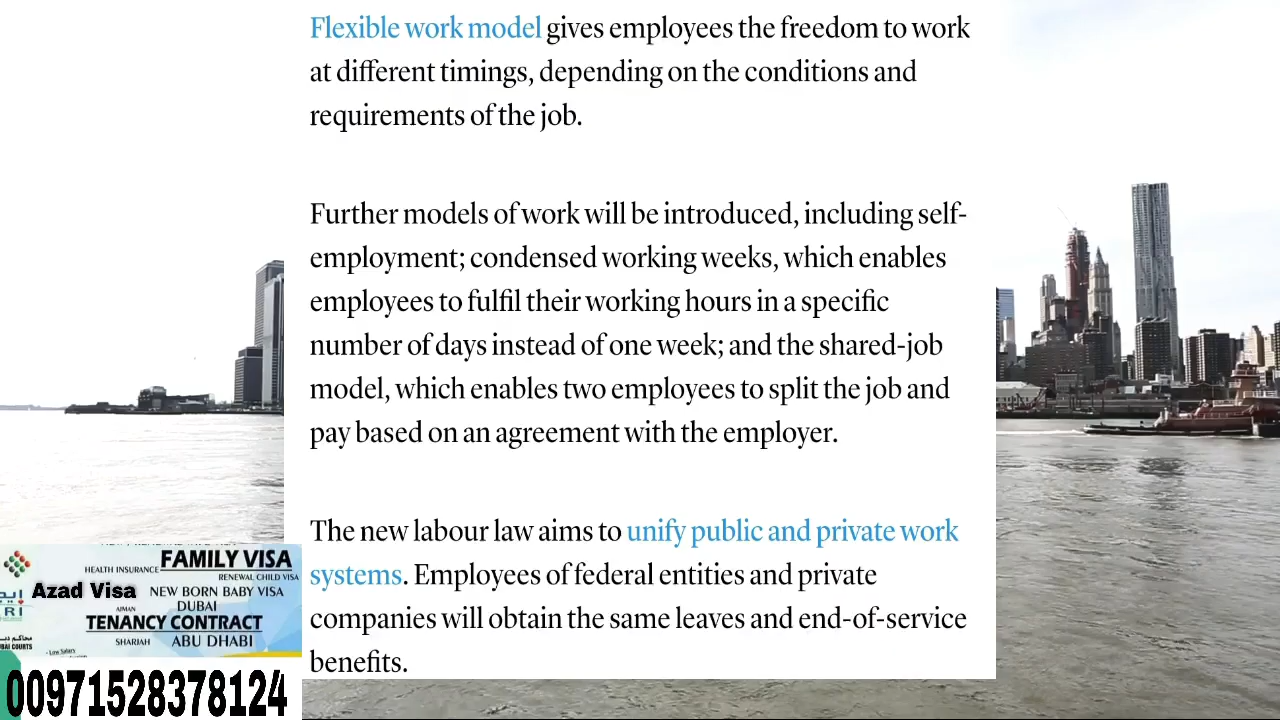 Flexible work model gives employees the freedom to work
at different timings, depending on the conditions and
requirements of the job.
Further models of work will be introduced, including self-
employment; condensed working weeks, which enables
employees to fulfil their working hours in a specific
number of days instead of one week; and the shared-job
model, which enables two employees to split the job and
pay based on an agreement with the employer.
The new labour law aims to unify public and private work
systems. Employees of federal entities and private
companies will obtain the same leaves and end-of-service
benefits.
HEALTH INSURANCE FAMILY VISA
RENEWAL CHILD VISA
Azad Visa NEW BORN BABY VISA
AJMAN DUBAI
TENANCY CONTRACT
SHARJAH ABU DHABI
- Low Salary
00971528378124